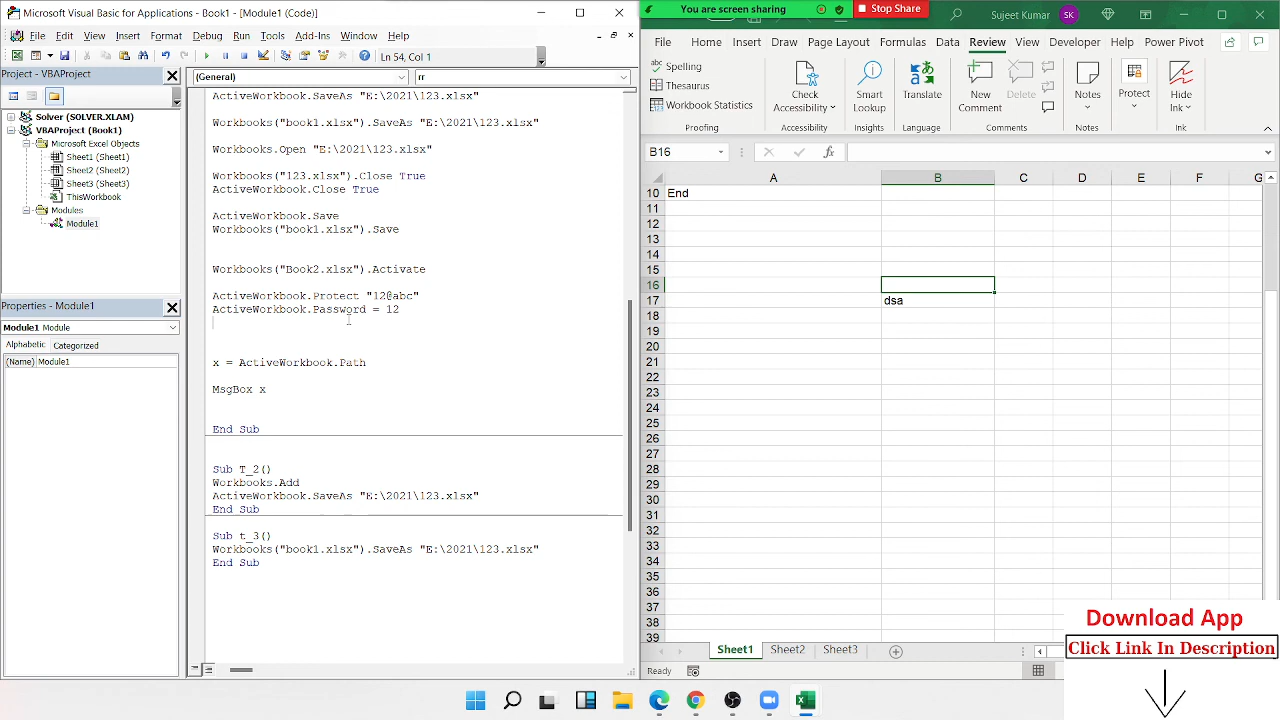 Microsoft Visual Basic for Applications - Book1 - [Module1 (Code)]
File Edit View Insert Format Debug Run Tools Add-Ins Window Help
Ln 54, Col 1
Project - VBAProject
Solver (SOLVER.XLAM)
VBAProject (Book1)
Microsoft Excel Objects
Sheet1 (Sheet1)
Sheet2 (Sheet2)
Sheet3 (Sheet3)
ThisWorkbook
Modules
Module1
Properties - Module1
Module1 Module
Alphabetic Categorized
(Name) Module1
(General) rr
ActiveWorkbook.SaveAs "E:\2021\123.xlsx"
Workbooks("book1.xlsx").SaveAs "E:\2021\123.xlsx"
Workbooks.Open "E:\2021\123.xlsx"
Workbooks("123.xlsx").Close True
ActiveWorkbook.Close True
ActiveWorkbook.Save
Workbooks("book1.xlsx").Save
Workbooks("Book2.xlsx").Activate
ActiveWorkbook.Protect "12@abc"
ActiveWorkbook.Password = 12
x = ActiveWorkbook.Path
MsgBox x
End Sub
Sub T_2()
Workbooks.Add
ActiveWorkbook.SaveAs "E:\2021\123.xlsx"
End Sub
Sub t_3()
Workbooks("book1.xlsx").SaveAs "E:\2021\123.xlsx"
End Sub
You are screen sharing Stop Share
Sujeet Kumar SK
File Home Insert Draw Formulas Data Review View Developer Help Power Pivot
Spelling
Thesaurus
Workbook Statistics
Proofing
Check Accessibility
Accessibility
Smart Lookup
Insights
Translate
Language
New Comment
Delete
Comments
Notes
Notes
Protect
Hide Ink
Ink
B16 fx
A B C D E F G
10 End
11
12
13
14
15
16
17 dsa
18
19
20
21
22
23
24
25
26
27
28
29
30
31
32
33
34
35
36
37
38
39
Sheet1 Sheet2 Sheet3
Ready
Download App
Click Link In Description